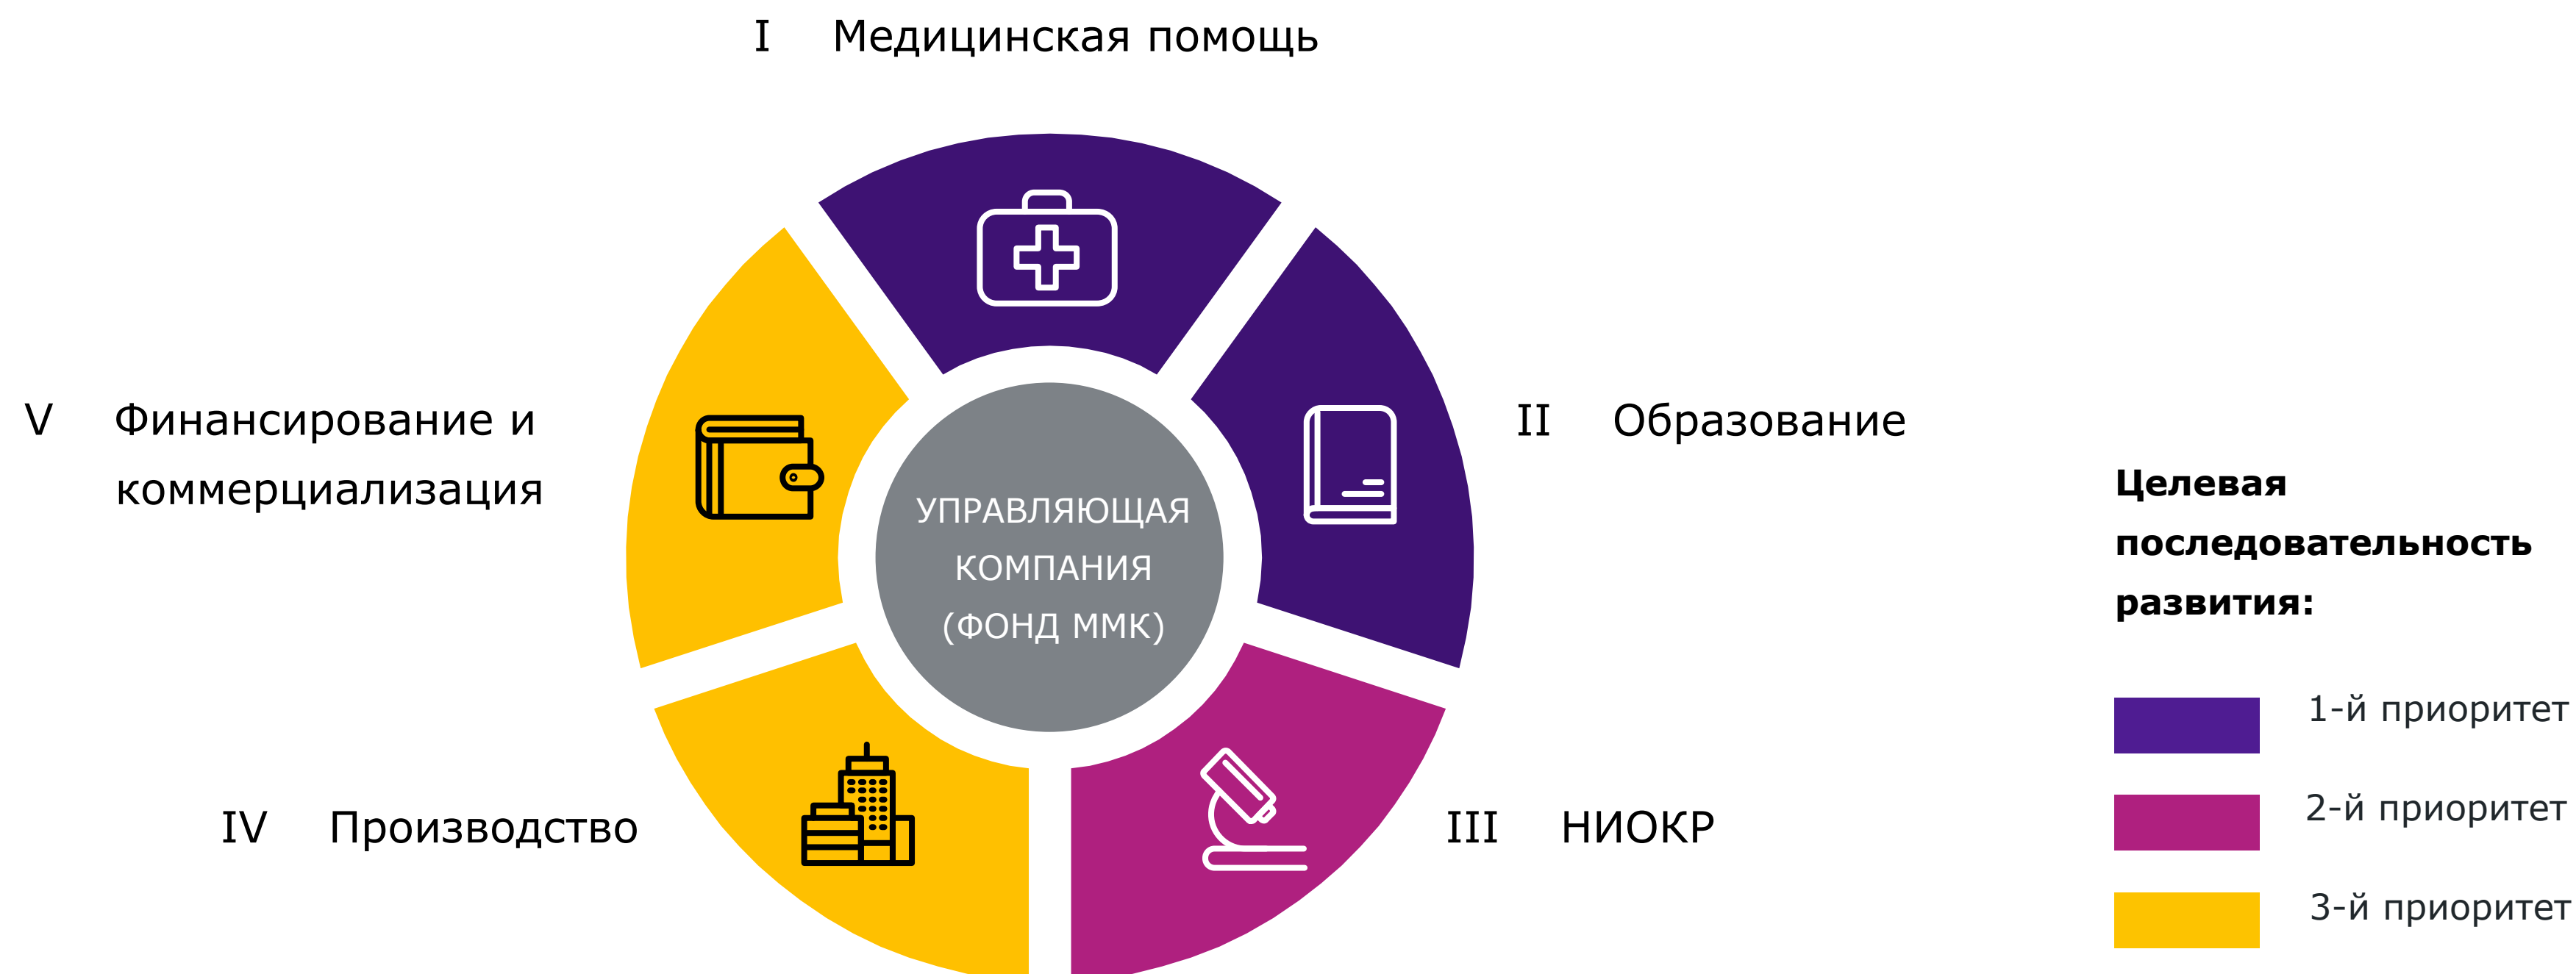 I Медицинская помощь
V Финансирование и
коммерциализация
II Образование
УПРАВЛЯЮЩАЯ
КОМПАНИЯ
(ФОНД ММК)
IV Производство
III НИОКР
Целевая
последовательность
развития:
1-й приоритет
2-й приоритет
3-й приоритет